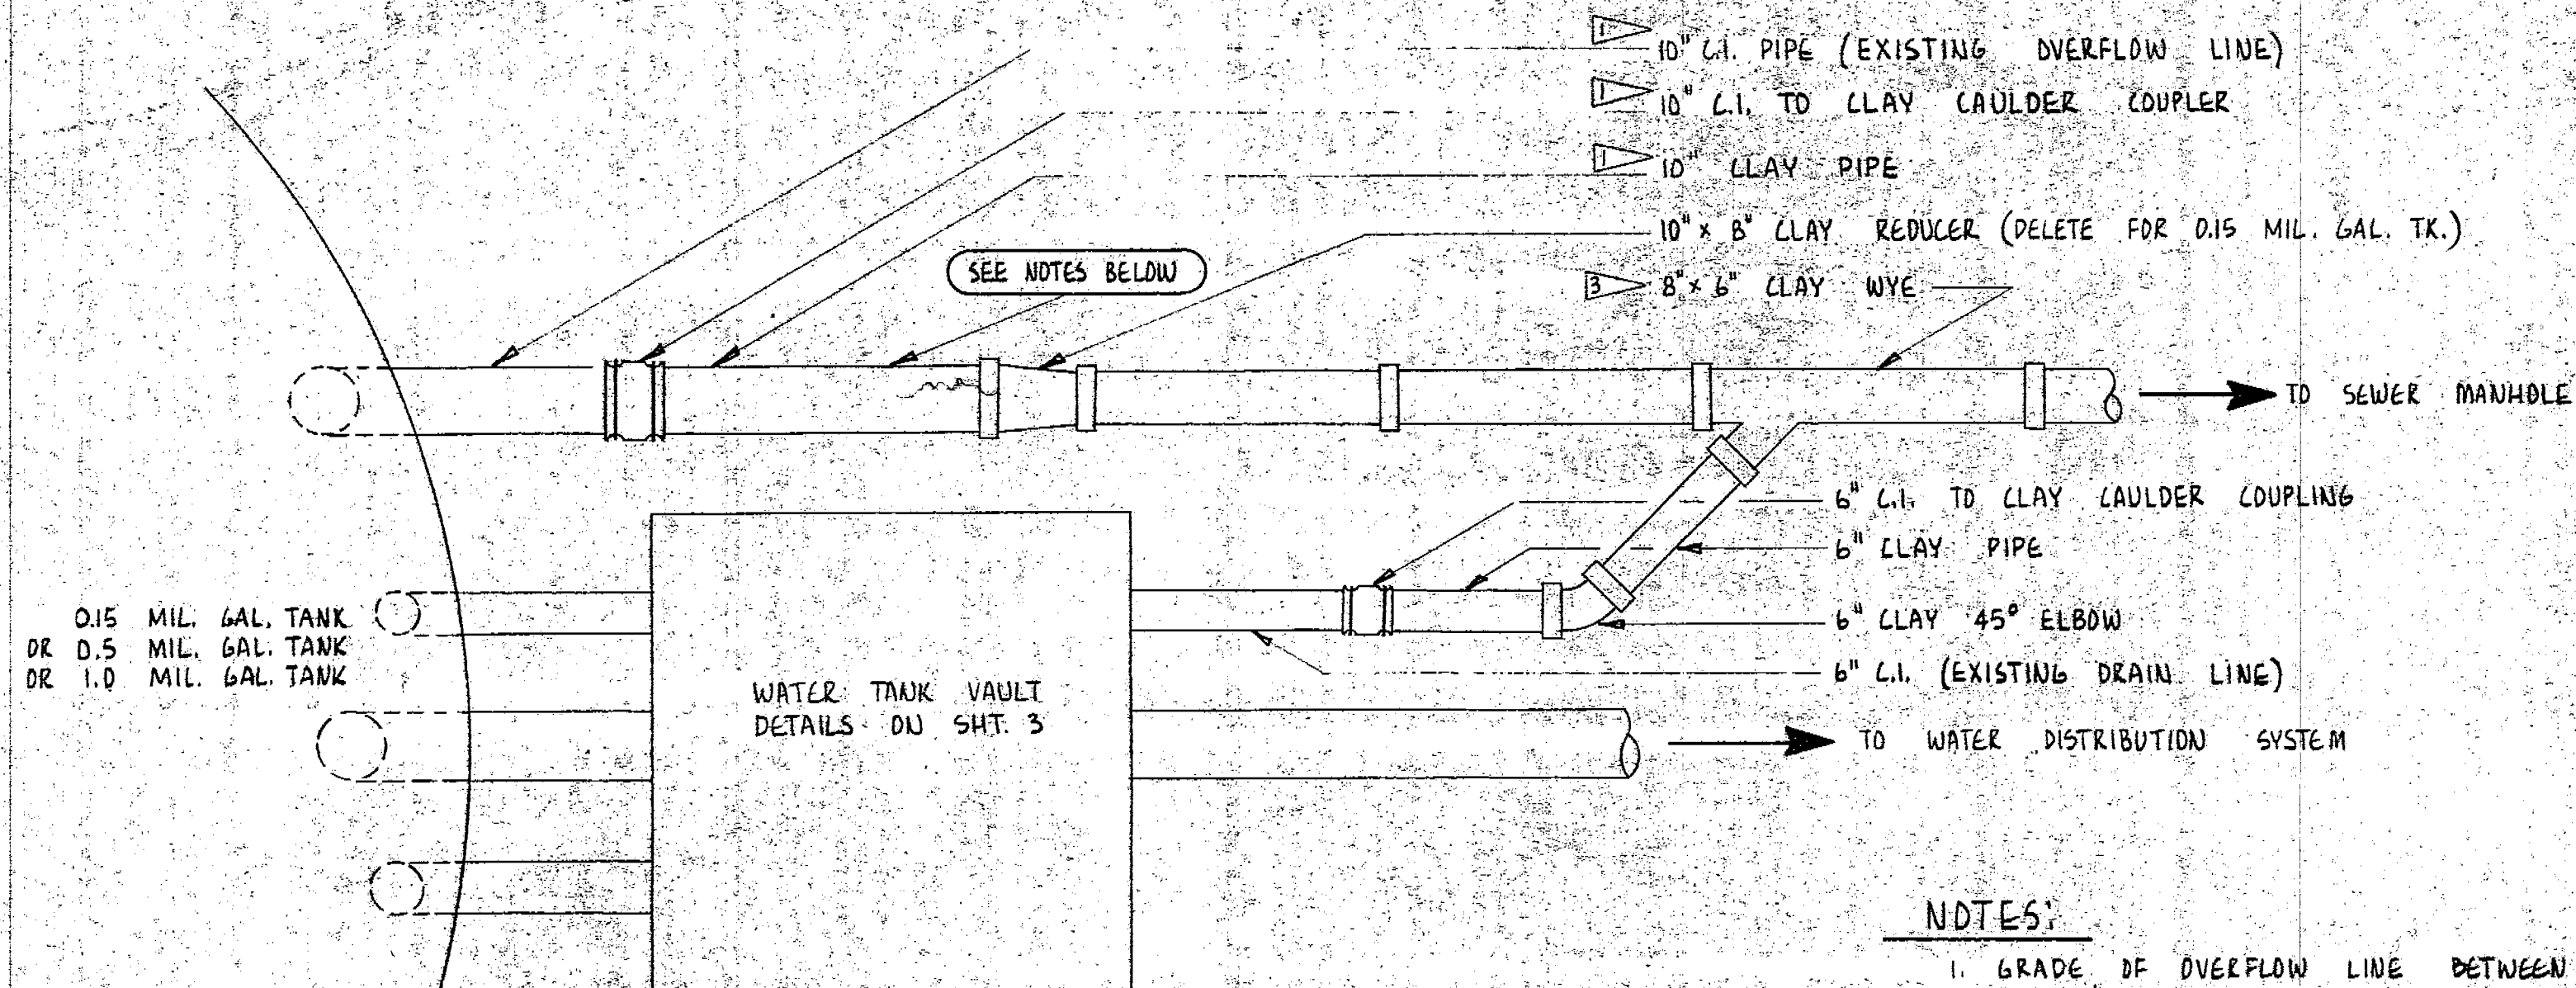 1 10" C.I. PIPE (EXISTING OVERFLOW LINE)
1 10" C.I. TO CLAY CAULDER COUPLER
1 10" CLAY PIPE
10" x 8" CLAY REDUCER (DELETE FOR 0.15 MIL. GAL. TK.)
SEE NOTES BELOW
3 8" x 6" CLAY WYE
TO SEWER MANHOLE
6" C.I. TO CLAY CAULDER COUPLING
6" CLAY PIPE
0.15 MIL. GAL. TANK
OR 0.5 MIL. GAL. TANK
OR 1.0 MIL. GAL. TANK
6" CLAY 45° ELBOW
6" C.I. (EXISTING DRAIN LINE)
WATER TANK VAULT
DETAILS ON SHT. 3
TO WATER DISTRIBUTION SYSTEM
NOTES:
1. GRADE OF OVERFLOW LINE BETWEEN